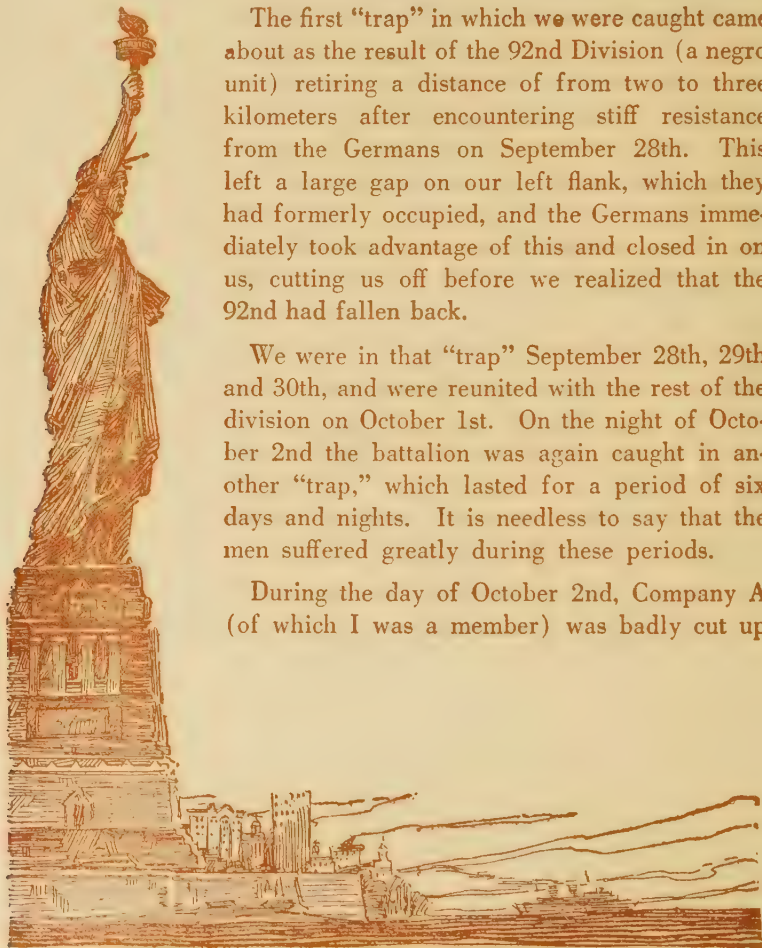 The first “trap” in which we were caught came
about as the result of the 92nd Division (a negro
unit) retiring a distance of from two to three
kilometers after encountering stiff resistance
from the Germans on September 28th. This
left a large gap on our left flank, which they
had formerly occupied, and the Germans imme-
diately took advantage of this and closed in on
us, cutting us off before we realized that the
92nd had fallen back.
We were in that “trap” September 28th, 29th
and 30th, and were reunited with the rest of the
division on October 1st. On the night of Octo-
ber 2nd the battalion was again caught in an-
other “trap,” which lasted for a period of six
days and nights. It is needless to say that the
men suffered greatly during these periods.
During the day of October 2nd, Company A
(of which I was a member) was badly cut up